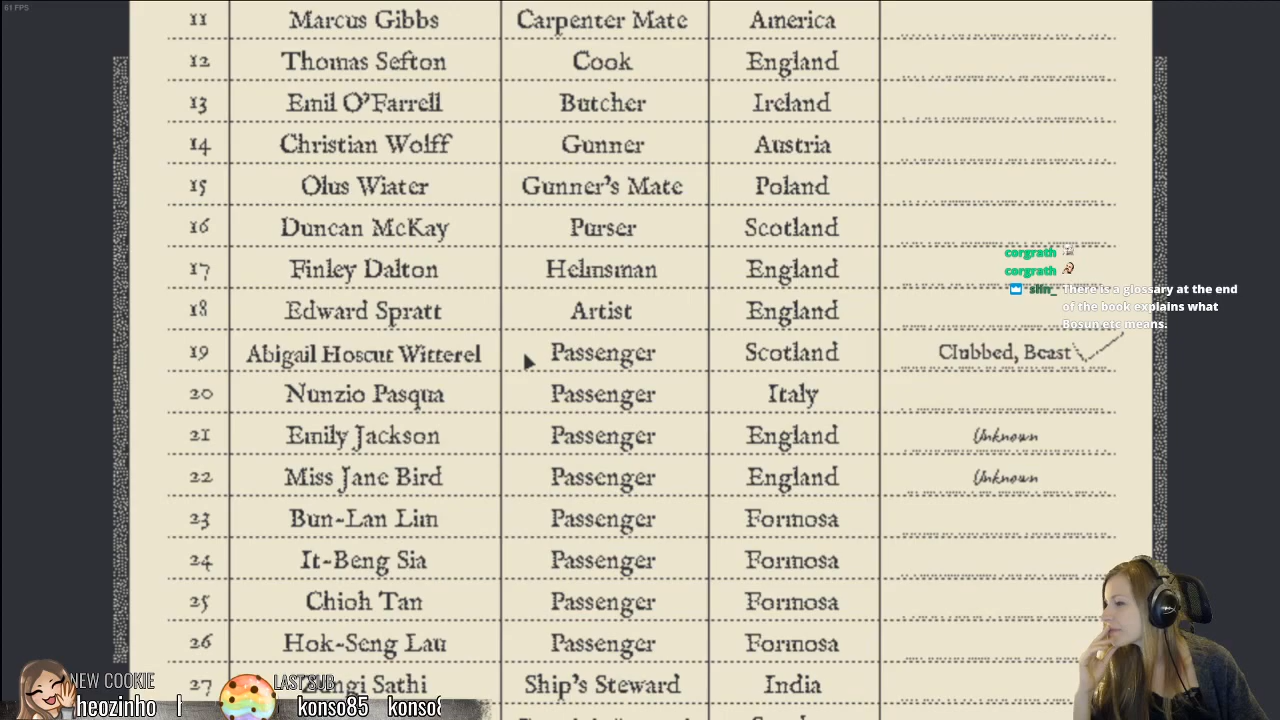 61 FPS
11 Marcus Gibbs Carpenter Mate America
12 Thomas Sefton Cook England
13 Emil O'Farrell Butcher Ireland
14 Christian Wolff Gunner Austria
15 Olus Wiater Gunner's Mate Poland
16 Duncan McKay Purser Scotland
17 Finley Dalton Helmsman England
18 Edward Spratt Artist England
19 Abigail Hoscut Witterel Passenger Scotland Clubbed, Beast
20 Nunzio Pasqua Passenger Italy
21 Emily Jackson Passenger England Unknown
22 Miss Jane Bird Passenger England Unknown
23 Bun-Lan Lim Passenger Formosa
24 It-Beng Sia Passenger Formosa
25 Chioh Tan Passenger Formosa
26 Hok-Seng Lau Passenger Formosa
27 Sathi Ship's Steward India
corgrath
corgrath
slin_ There is a glossary at the end
of the book explains what
Bosun etc means.
NEW COOKIE
heozinho
LAST SUB
konso85 konso8